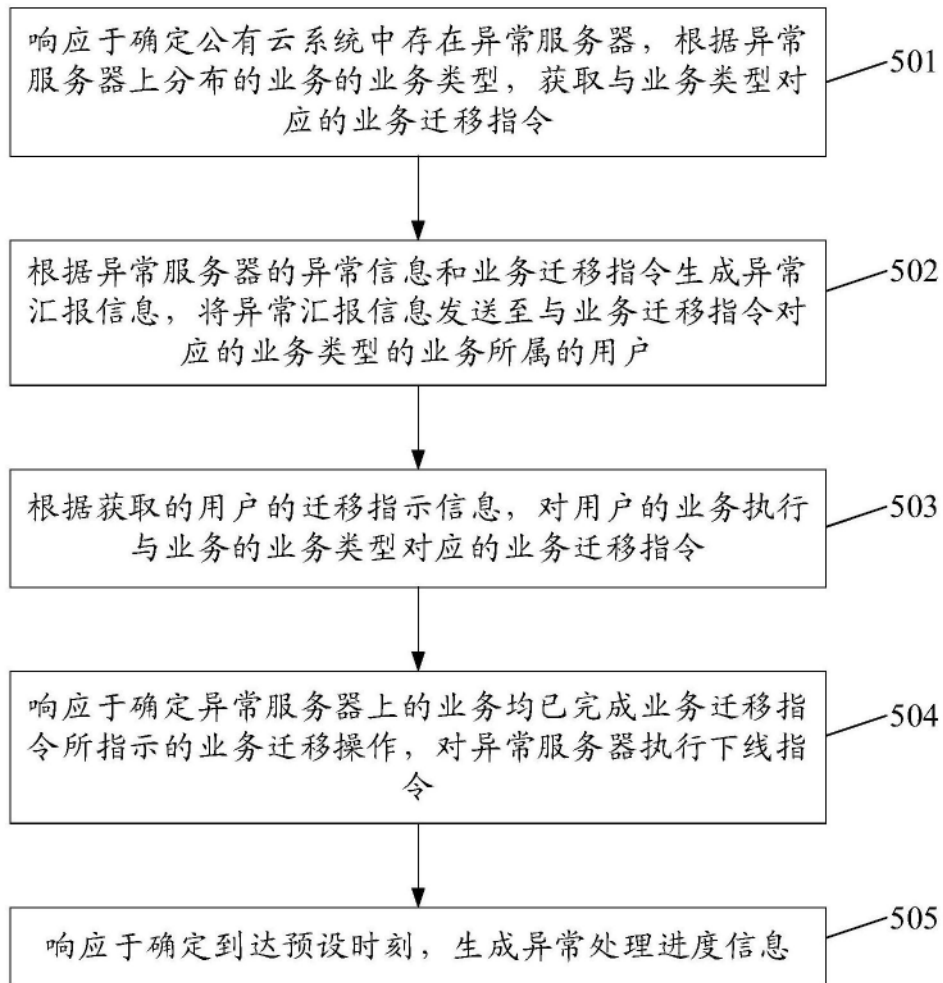 响应于确定公有云系统中存在异常服务器，根据异常
服务器上分布的业务的业务类型，获取与业务类型对
应的业务迁移指令
501
根据异常服务器的异常信息和业务迁移指令生成异常
汇报信息，将异常汇报信息发送至与业务迁移指令对
应的业务类型的业务所属的用户
502
根据获取的用户的迁移指示信息，对用户的业务执行
与业务的业务类型对应的业务迁移指令
503
响应于确定异常服务器上的业务均已完成业务迁移指
令所指示的业务迁移操作，对异常服务器执行下线指
令
504
响应于确定到达预设时刻，生成异常处理进度信息
505